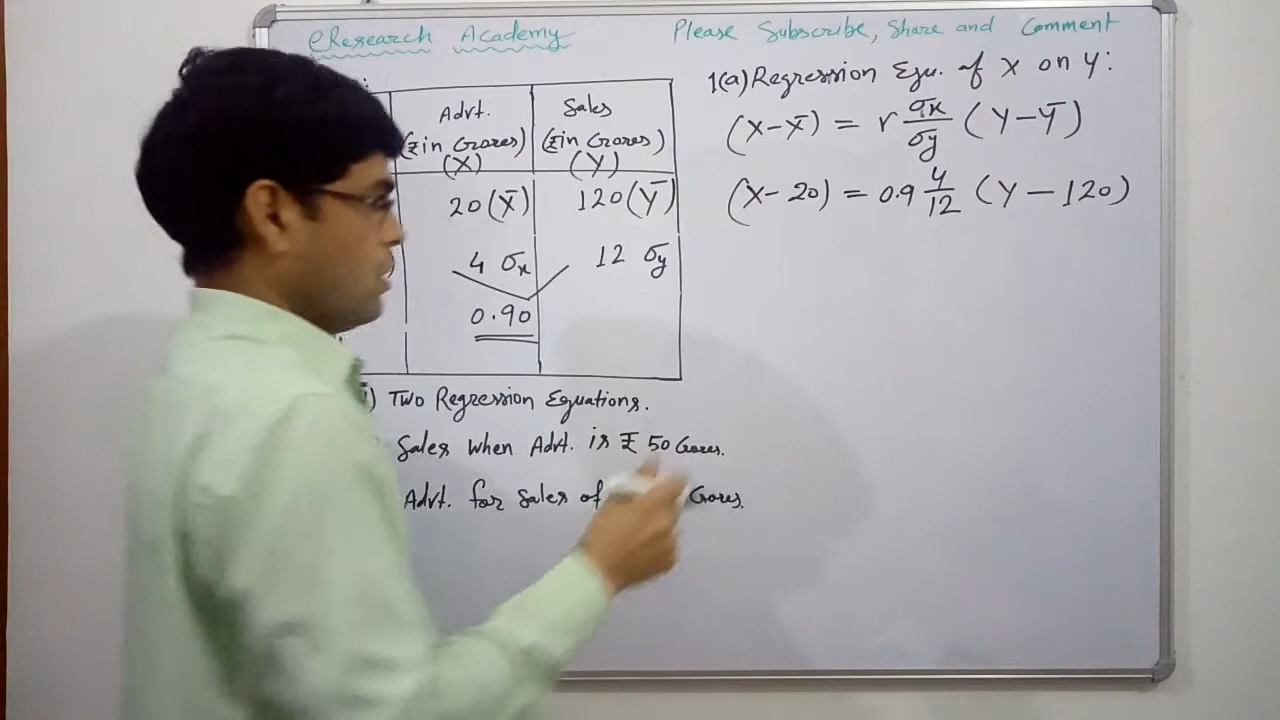 eResearch Academy Please Subscribe, Share and Comment
1(a) Regression Equ. of X on Y:
Advt. Sales
(₹ in Crores) (₹ in Crores)
(X) (Y)
20 (X̄) 120 (Ȳ)
4 σx 12 σy
0.90
(X-X̄) = r σx/σy (Y-Ȳ)
(X-20) = 0.9 4/12 (Y-120)
) Two Regression Equations.
Sales when Advt. is ₹ 50 Crores.
Advt. for Sales of Crores.